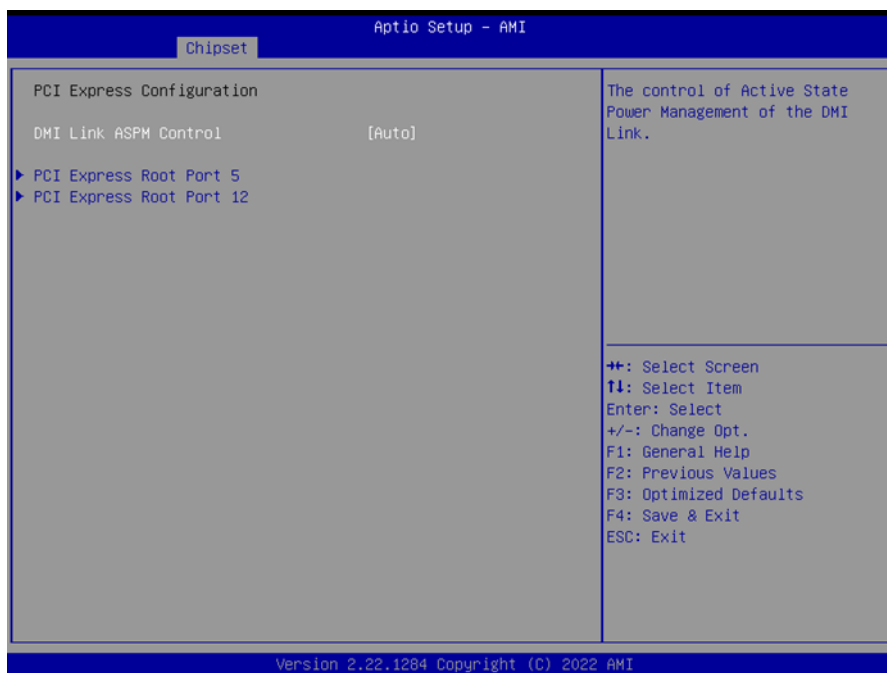 Aptio Setup – AMI
Chipset
PCI Express Configuration
DMI Link ASPM Control [Auto]
PCI Express Root Port 5
PCI Express Root Port 12
The control of Active State
Power Management of the DMI
Link.
→←: Select Screen
↑↓: Select Item
Enter: Select
+/-: Change Opt.
F1: General Help
F2: Previous Values
F3: Optimized Defaults
F4: Save & Exit
ESC: Exit
Version 2.22.1284 Copyright (C) 2022 AMI